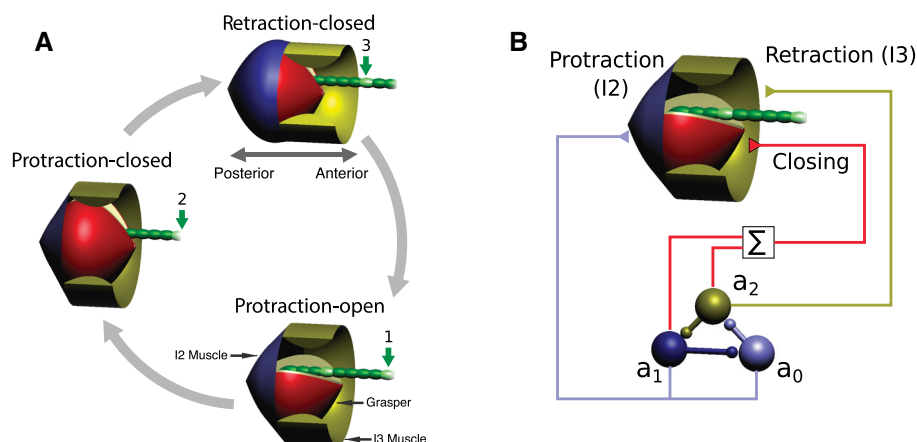 A
Retraction-closed
3
Posterior
Anterior
Protraction-closed
2
Protraction-open
1
I2 Muscle
Grasper
I3 Muscle
B
Protraction
(I2)
Retraction (I3)
Closing
Σ
a2
a1
a0